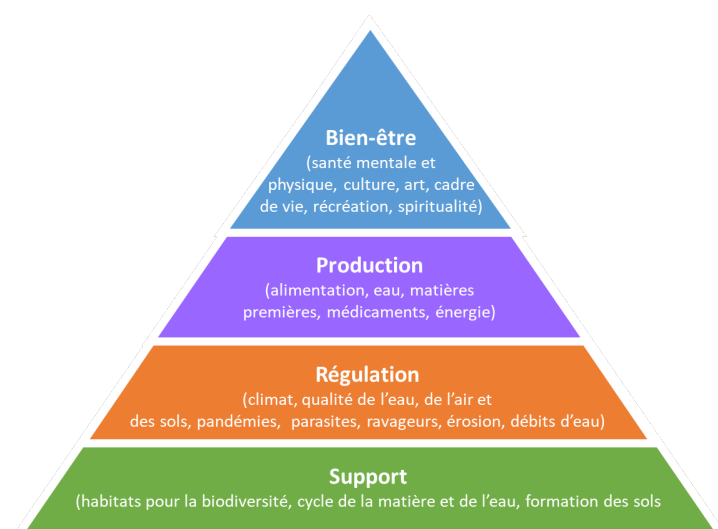 Bien-être
(santé mentale et
physique, culture, art, cadre
de vie, récréation, spiritualité)
Production
(alimentation, eau, matières
premières, médicaments, énergie)
Régulation
(climat, qualité de l’eau, de l’air et
des sols, pandémies,  parasites, ravageurs, érosion, débits d’eau)
Support
(habitats pour la biodiversité, cycle de la matière et de l’eau, formation des sols